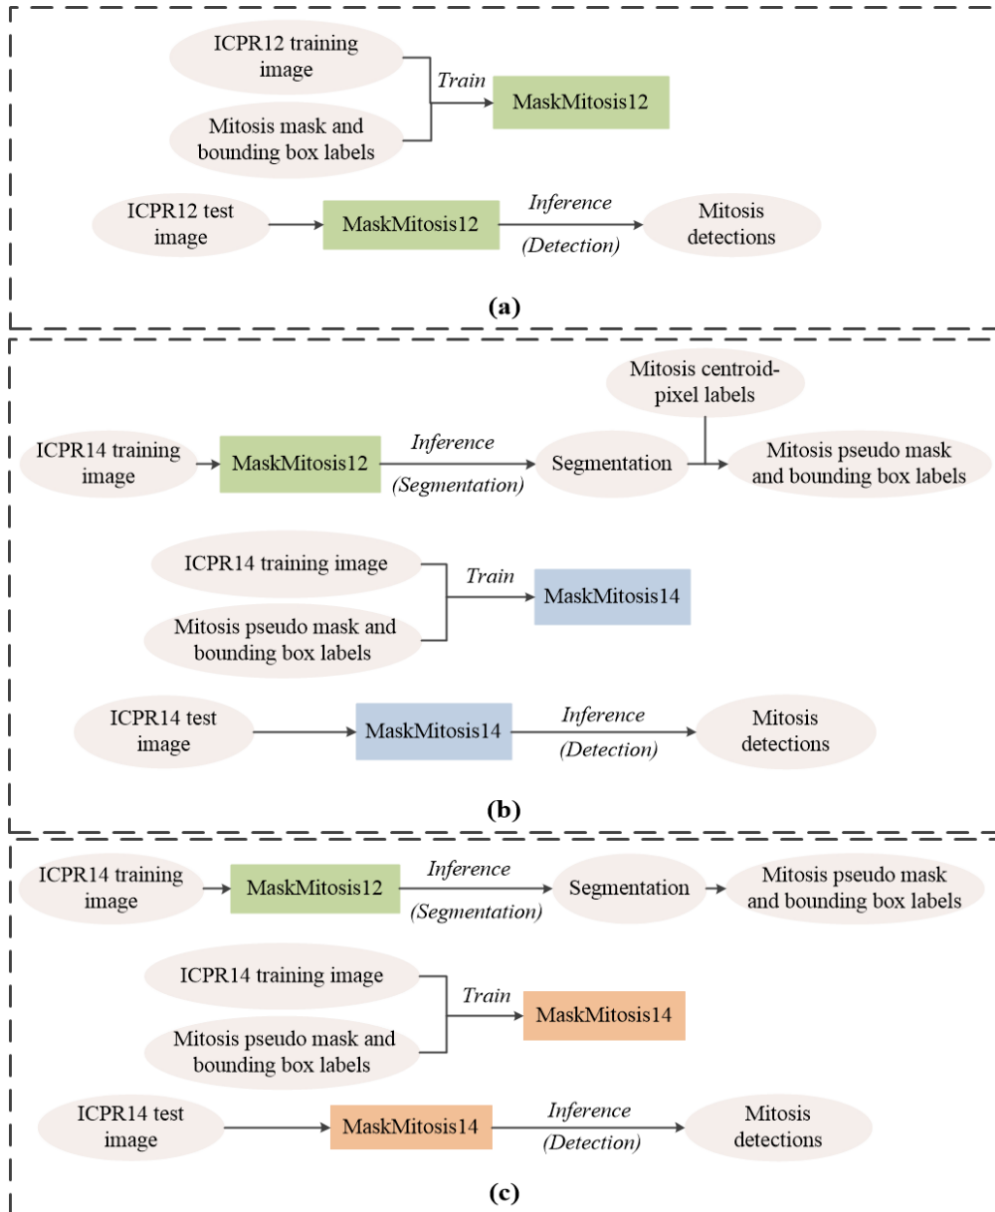 ICPR12 training
image
Train
MaskMitosis12
Mitosis mask and
bounding box labels
ICPR12 test
image
MaskMitosis12
Inference
(Detection)
Mitosis
detections
(a)
Mitosis centroid-
pixel labels
ICPR14 training
image
MaskMitosis12
Inference
(Segmentation)
Segmentation
Mitosis pseudo mask
and bounding box labels
ICPR14 training image
Train
MaskMitosis14
Mitosis pseudo mask and
bounding box labels
ICPR14 test
image
MaskMitosis14
Inference
(Detection)
Mitosis
detections
(b)
ICPR14 training
image
MaskMitosis12
Inference
(Segmentation)
Segmentation
Mitosis pseudo mask
and bounding box labels
ICPR14 training image
Train
MaskMitosis14
Mitosis pseudo mask and
bounding box labels
ICPR14 test
image
MaskMitosis14
Inference
(Detection)
Mitosis
detections
(c)